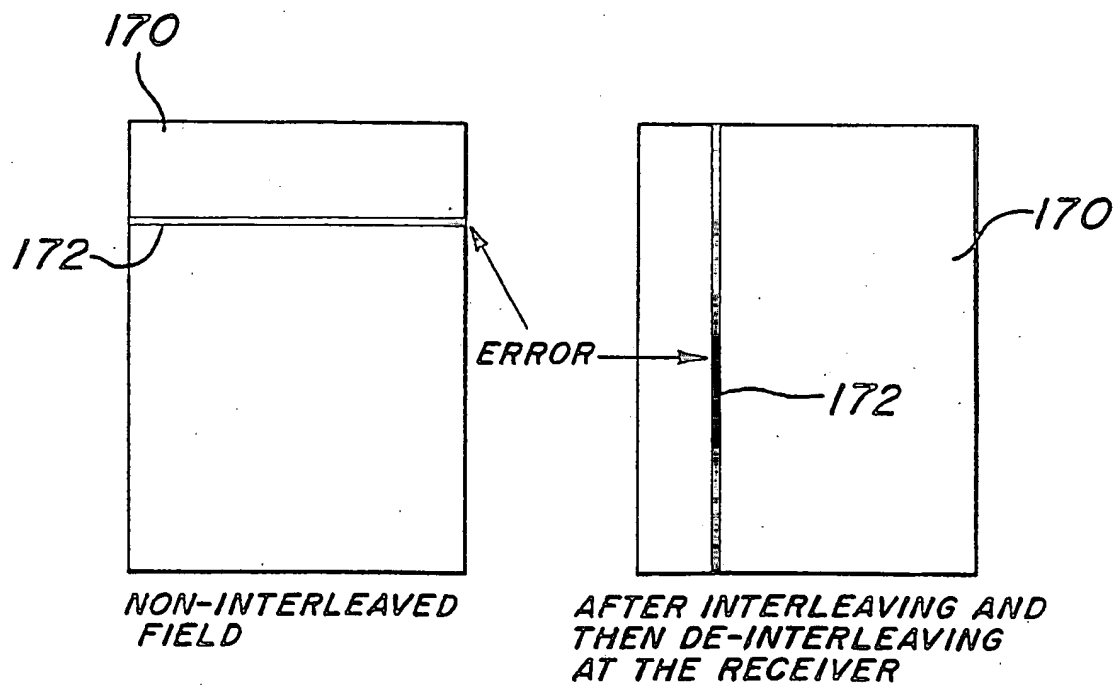 170
172
ERROR
170
172
NON-INTERLEAVED
FIELD
AFTER INTERLEAVING AND
THEN DE-INTERLEAVING
AT THE RECEIVER